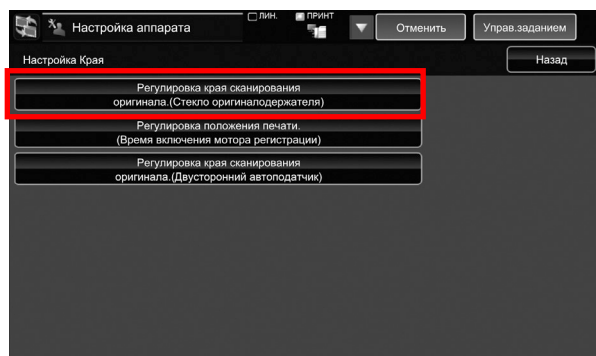 Настройка аппарата
ЛИН.
ПРИНТ
Отменить
Управ.заданием
Настройка Края
Назад
Регулировка края сканирования
оригинала.(Стекло оригиналодержателя)
Регулировка положения печати.
(Время включения мотора регистрации)
Регулировка края сканирования
оригинала.(Двусторонний автоподатчик)